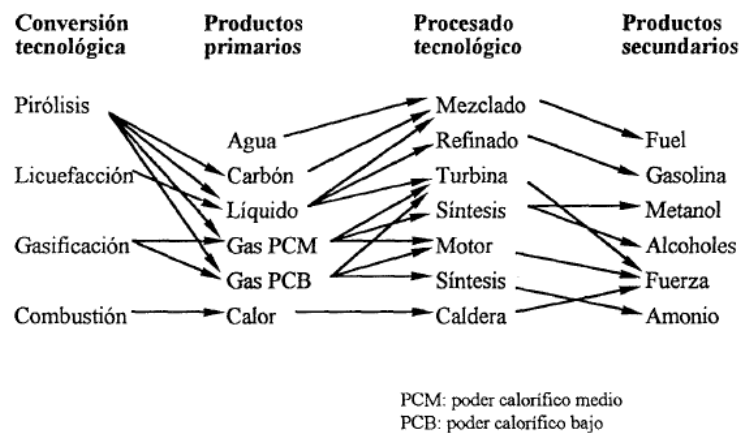 Conversión tecnológica
Productos primarios
Procesado tecnológico
Productos secundarios
Pirólisis
Mezclado
Agua
Refinado
Fuel
Licuefacción
Carbón
Turbina
Gasolina
Líquido
Síntesis
Metanol
Gasificación
Gas PCM
Motor
Alcoholes
Gas PCB
Síntesis
Fuerza
Combustión
Calor
Caldera
Amonio
PCM: poder calorífico medio
PCB: poder calorífico bajo